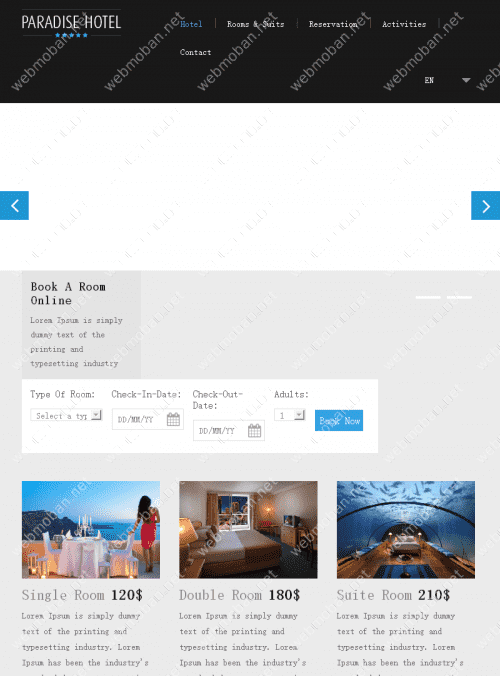 PARADISE HOTEL
Hotel
Rooms & Suits
Reservation
Activities
Contact
EN
Book A Room
Online
Lorem Ipsum is simply
dummy text of the
printing and
typesetting industry
Type Of Room:
Check-In-Date:
Check-Out-
Date:
Adults:
Select a typ
DD/MM/YY
DD/MM/YY
1
Book Now
Single Room 120$
Double Room 180$
Suite Room 210$
Lorem Ipsum is simply dummy
text of the printing and
typesetting industry. Lorem
Ipsum has been the industry's
Lorem Ipsum is simply dummy
text of the printing and
typesetting industry. Lorem
Ipsum has been the industry's
Lorem Ipsum is simply dummy
text of the printing and
typesetting industry. Lorem
Ipsum has been the industry's
webmoban.net